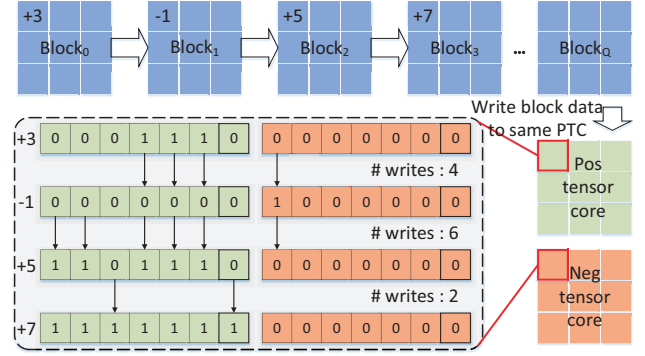 +3 -1 +5 +7
Block₀ Block₁ Block₂ Block₃ ... Block_Q
Write block data
to same PTC
+3 0 0 0 1 1 1 0 0 0 0 0 0 0 0
# writes : 4
-1 0 0 0 0 0 0 0 1 0 0 0 0 0 0
# writes : 6
+5 1 1 0 1 1 1 0 0 0 0 0 0 0 0
# writes : 2
+7 1 1 1 1 1 1 1 0 0 0 0 0 0 0
Pos
tensor
core
Neg
tensor
core